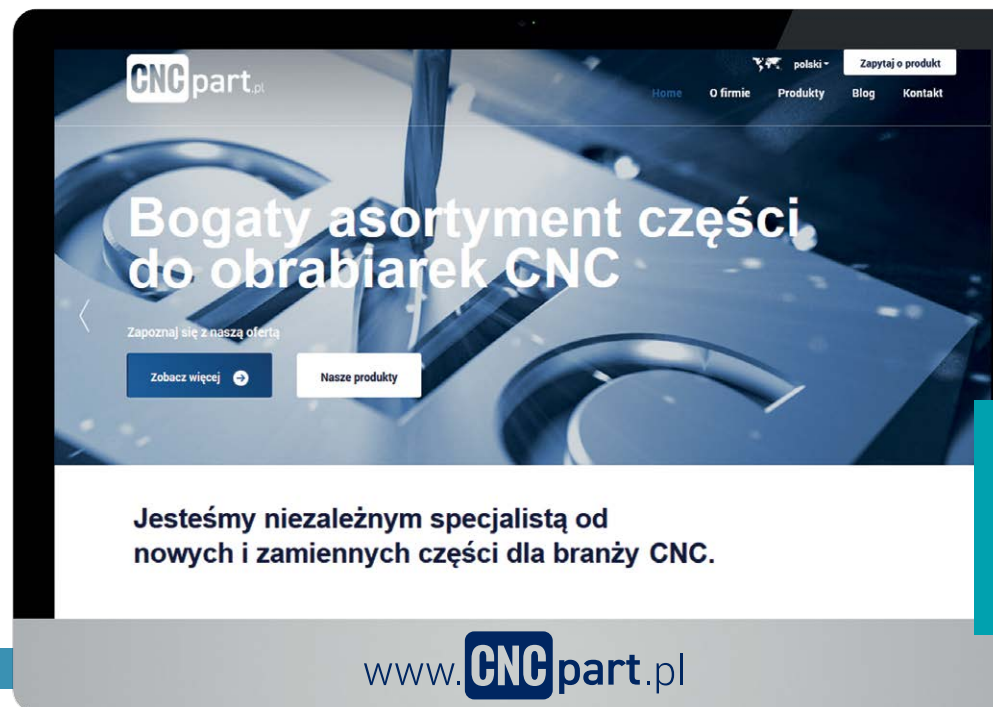 CNCpart.pl
polski
Zapytaj o produkt
Home
O firmie
Produkty
Blog
Kontakt
Bogaty asortyment części
do obrabiarek CNC
Zapoznaj się z naszą ofertą
Zobacz więcej
Nasze produkty
Jesteśmy niezależnym specjalistą od
nowych i zamiennych części dla branży CNC.
www.CNCpart.pl